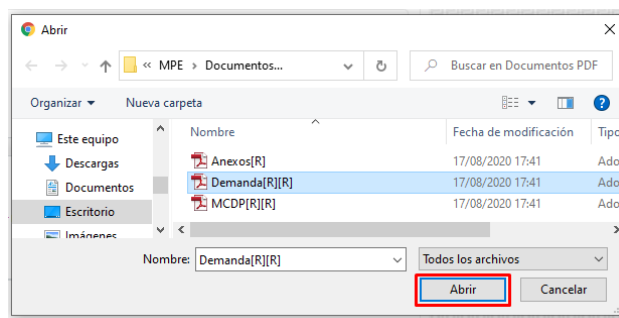 Abrir
« MPE › Documentos... Buscar en Documentos PDF
Organizar Nueva carpeta
Este equipo
Descargas
Documentos
Escritorio
Imágenes
Nombre Fecha de modificación Tipo
Anexos[R] 17/08/2020 17:41 Ado
Demanda[R][R] 17/08/2020 17:41 Ado
MCDP[R][R] 17/08/2020 17:41 Ado
Nombre: Demanda[R][R] Todos los archivos
Abrir Cancelar